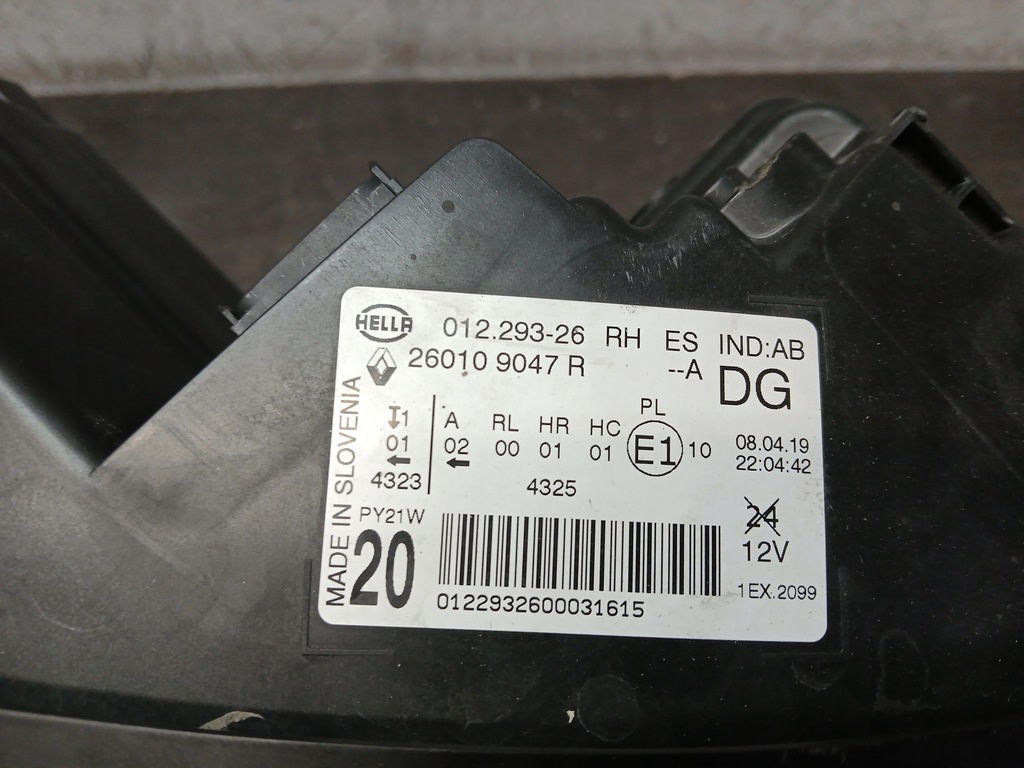 HELLA 012.293-26 RH ES IND:AB
26010 9047 R --A DG
MADE IN SLOVENIA
1 A RL HR HC PL
01 02 00 01 01 E1 10
4323 4325
08.04.19
22:04:42
PY21W
20
24
12V
1EX.2099
0122932600031615